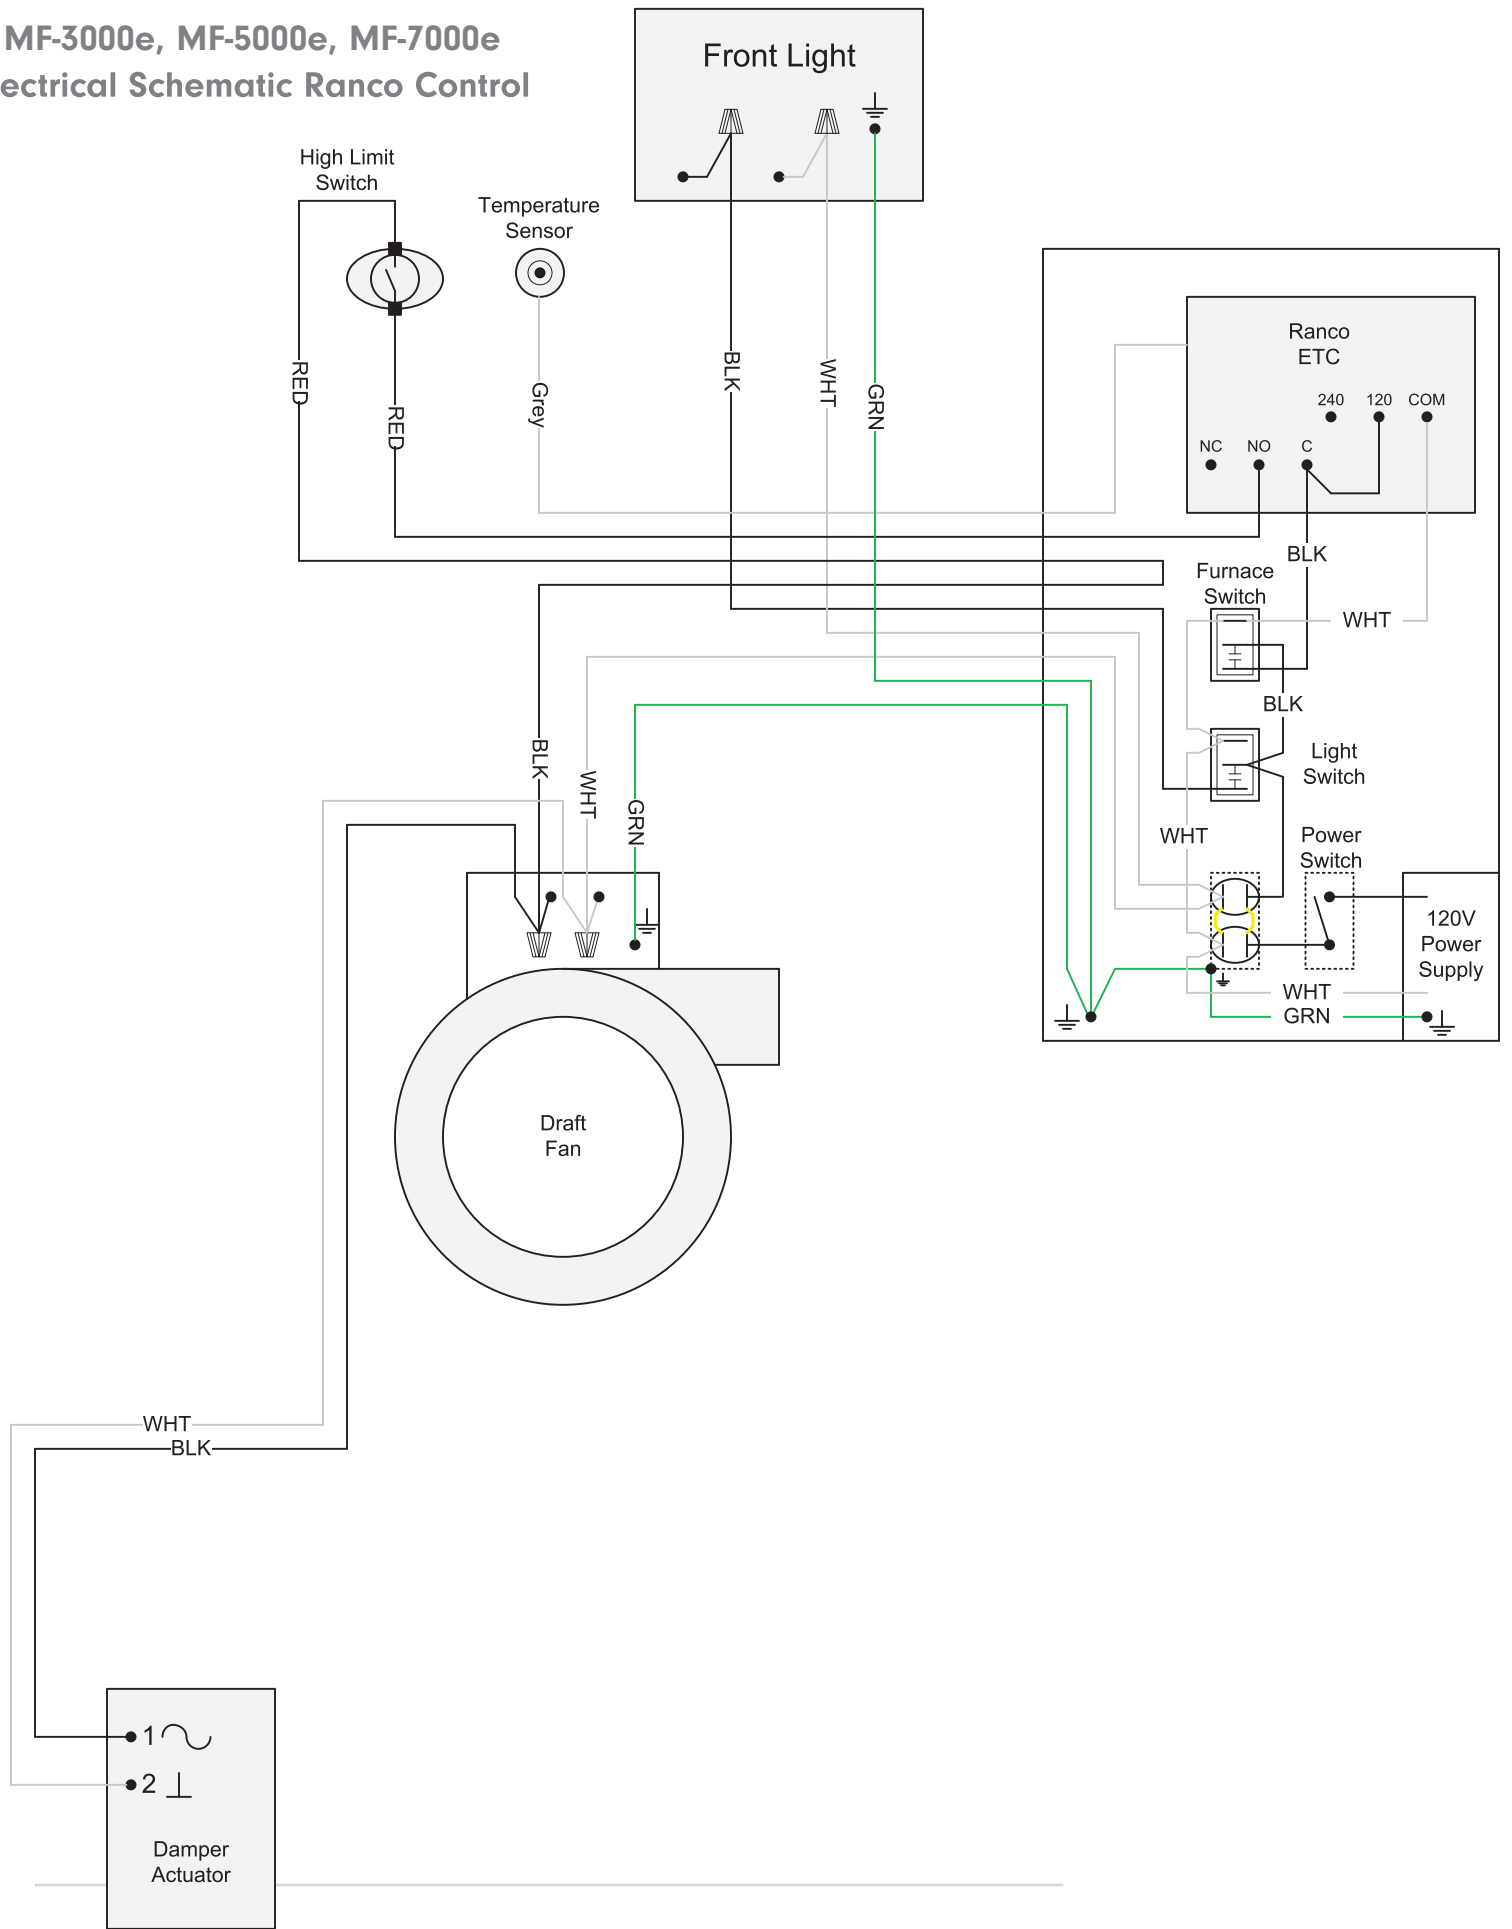 MF-3000e, MF-5000e, MF-7000e
ectrical Schematic Ranco Control
Front Light
High Limit
Switch
Temperature
Sensor
Ranco
ETC
240 120 COM
NC NO C
RED
RED
Grey
BLK
WHT
GRN
BLK
Furnace
Switch
WHT
BLK
Light
Switch
BLK
WHT
GRN
WHT
Power
Switch
120V
Power
Supply
WHT
GRN
Draft
Fan
WHT
BLK
1
2
Damper
Actuator